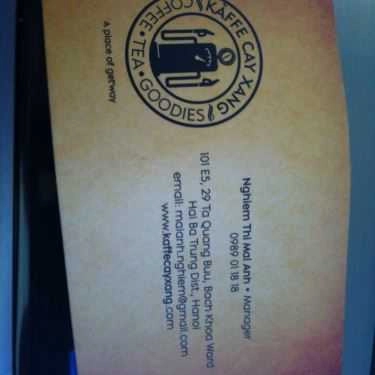 KAFFE CAY XANG
COFFEE • TEA • GOODIES
A place of getway
Nghiem Thi Mai Anh • Manager
0989 01 18 18
101 E5, 29 Ta Quang Buu, Bach Khoa Ward
Hai Ba Trung Dist., Hanoi
email: maianh.nghiem@gmail.com
www.kaffecayxang.com